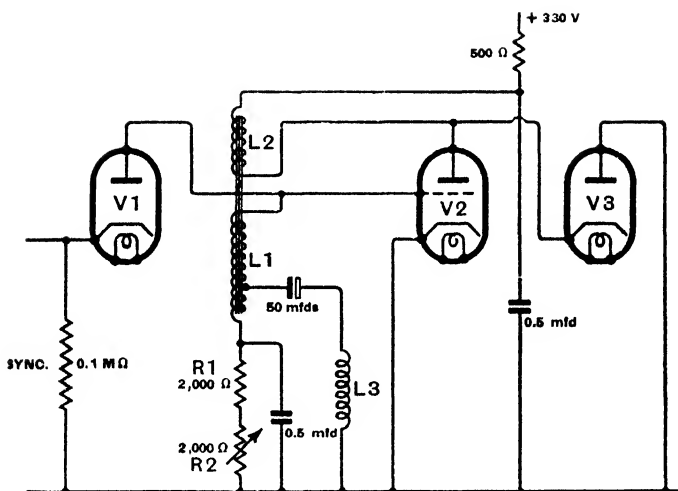 + 330 V
500 Ω
L2
V1
V2
V3
L1
50 mfds
0.5 mfd
SYNC.
0.1 MΩ
R1
2,000 Ω
L3
0.5 mfd
2,000 Ω
R2